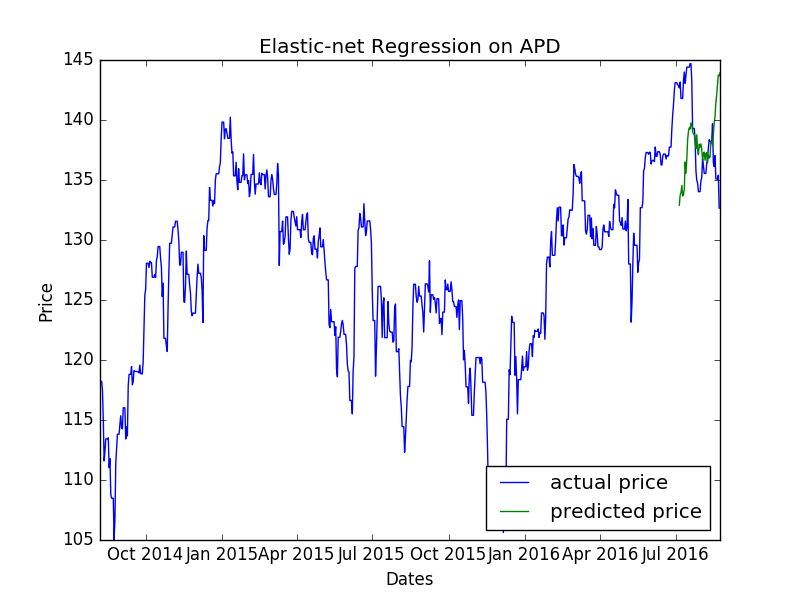 Elastic-net Regression on APD
145
140
135
130
125
120
115
110
105
Price
actual price
predicted price
Oct 2014 Jan 2015 Apr 2015 Jul 2015 Oct 2015 Jan 2016 Apr 2016 Jul 2016
Dates